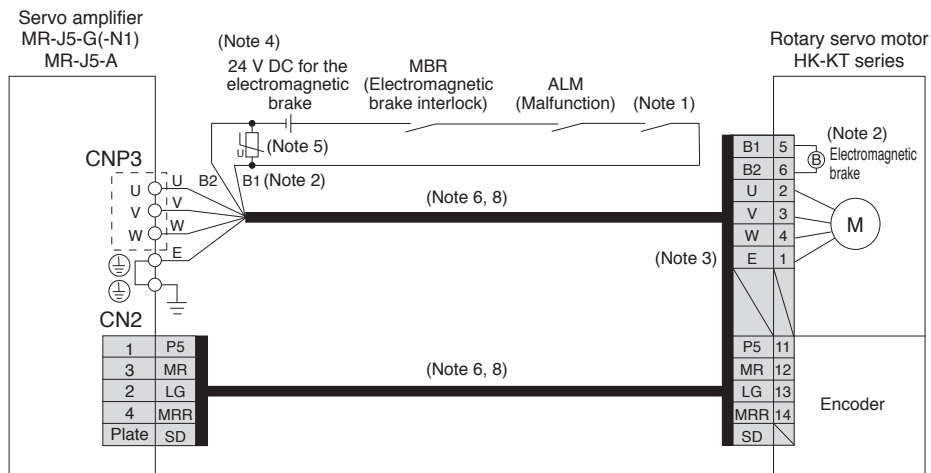 Servo amplifier
MR-J5-G(-N1)
MR-J5-A
(Note 4)
24 V DC for the
electromagnetic
brake
MBR
(Electromagnetic
brake interlock)
ALM
(Malfunction)
(Note 1)
Rotary servo motor
HK-KT series
U
(Note 5)
CNP3
U
V
W
U
V
W
E
B2
B1
(Note 2)
(Note 6, 8)
(Note 3)
B1 5
B2 6
U 2
V 3
W 4
E 1
(Note 2)
B
Electromagnetic
brake
M
CN2
1 P5
3 MR
2 LG
4 MRR
Plate SD
(Note 6, 8)
P5 11
MR 12
LG 13
MRR 14
SD
Encoder